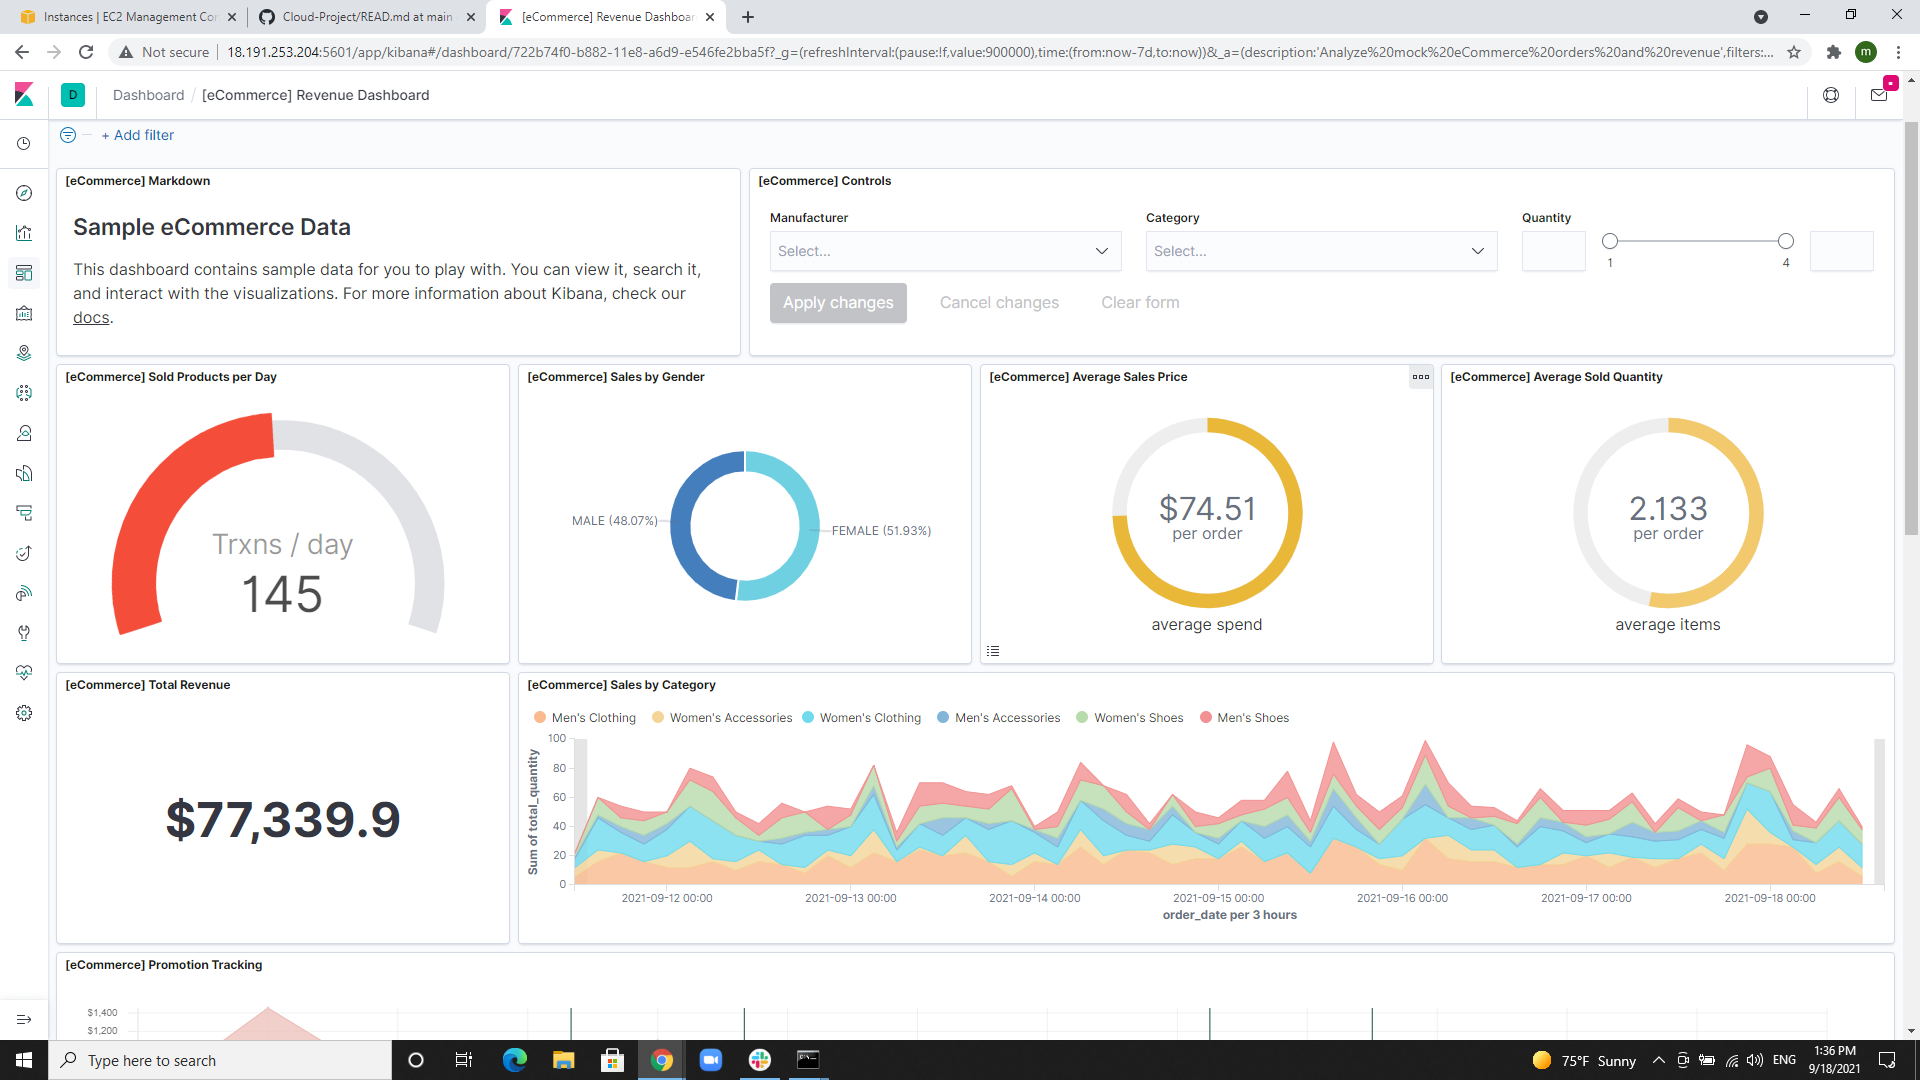 Instances | EC2 Management Con
Cloud-Project/READ.md at main
[eCommerce] Revenue Dashboar
Not secure
18.191.253.204:5601/app/kibana#/dashboard/722b74f0-b882-11e8-a6d9-e546fe2bba5f?_g=(refreshInterval:(pause:!f,value:900000),time:(from:now-7d,to:now))&_a=(description:'Analyze%20mock%20eCommerce%20orders%20and%20revenue',filters:...
m
D
Dashboard / [eCommerce] Revenue Dashboard
+ Add filter
[eCommerce] Markdown
Sample eCommerce Data
This dashboard contains sample data for you to play with. You can view it, search it,
and interact with the visualizations. For more information about Kibana, check our
docs.
[eCommerce] Controls
Manufacturer
Category
Quantity
Select...
Select...
1
4
Apply changes
Cancel changes
Clear form
[eCommerce] Sold Products per Day
Trxns / day
145
[eCommerce] Sales by Gender
MALE (48.07%)
FEMALE (51.93%)
[eCommerce] Average Sales Price
$74.51
per order
average spend
[eCommerce] Average Sold Quantity
2.133
per order
average items
[eCommerce] Total Revenue
$77,339.9
[eCommerce] Sales by Category
Men's Clothing
Women's Accessories
Women's Clothing
Men's Accessories
Women's Shoes
Men's Shoes
Sum of total_quantity
100
80
60
40
20
0
2021-09-12 00:00
2021-09-13 00:00
2021-09-14 00:00
2021-09-15 00:00
2021-09-16 00:00
2021-09-17 00:00
2021-09-18 00:00
order_date per 3 hours
[eCommerce] Promotion Tracking
$1,400
$1,200
Type here to search
75°F Sunny
ENG
1:36 PM
9/18/2021